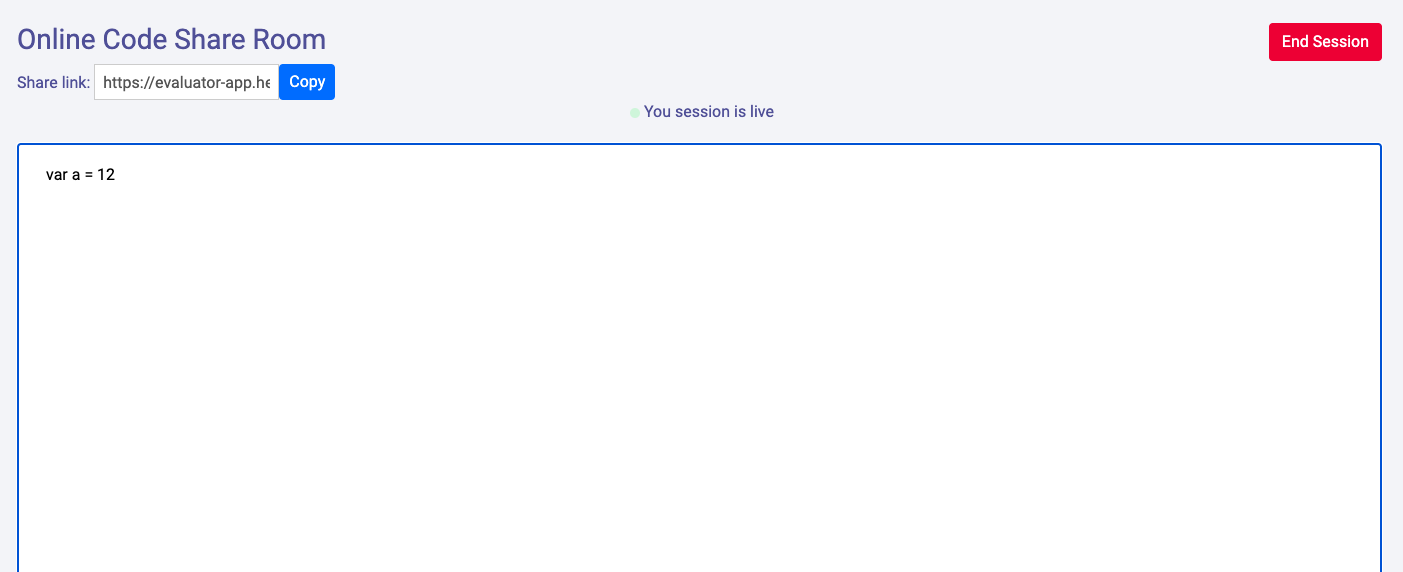 Online Code Share Room
End Session
Share link: https://evaluator-app.he Copy
You session is live
var a = 12